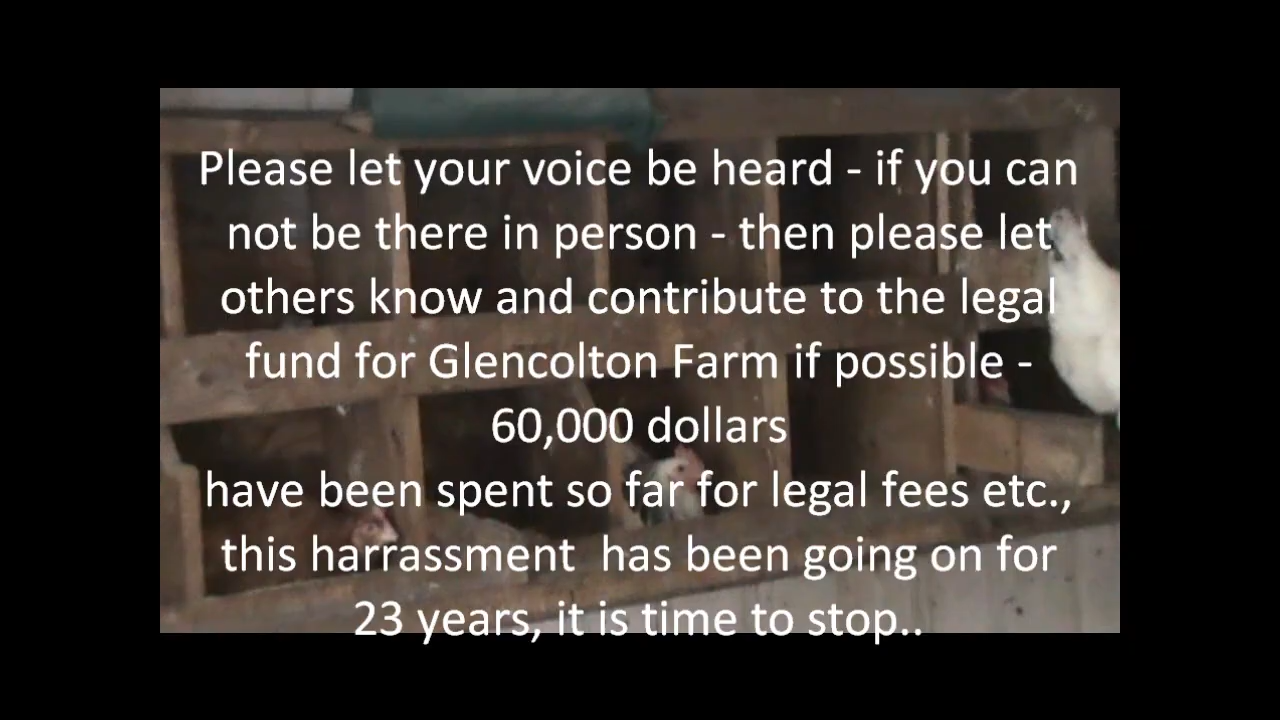 Please let your voice be heard - if you can
not be there in person - then please let
others know and contribute to the legal
fund for Glencolton Farm if possible -
60,000 dollars
have been spent so far for legal fees etc.,
this harrassment  has been going on for
23 years, it is time to stop..